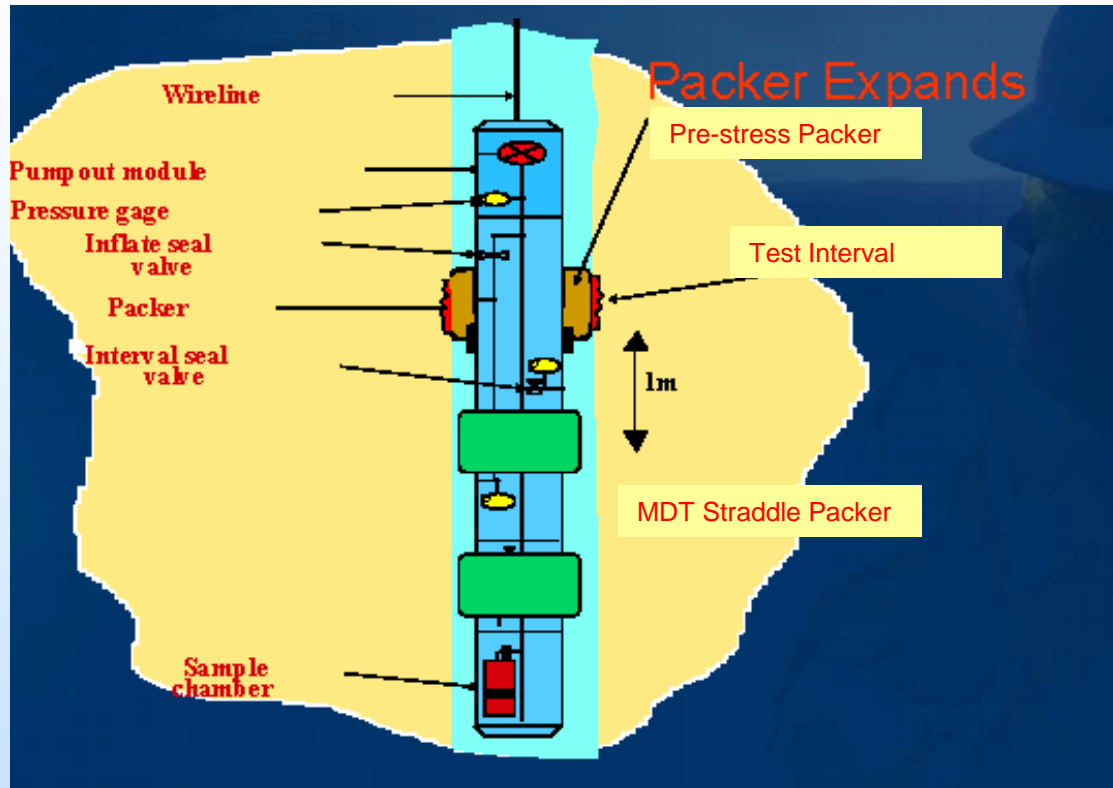 Packer Expands
Wireline
Pre-stress Packer
Pump out module
Pressure gage
Inflate seal
valve
Test Interval
Packer
Interval seal
valve
1m
MDT Straddle Packer
Sample
chamber